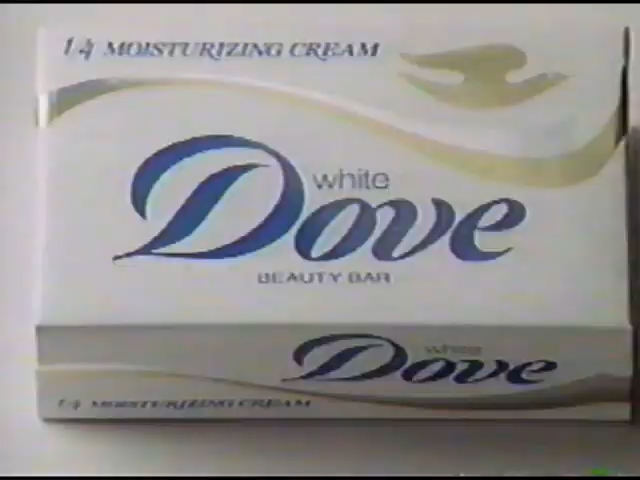 1/4 MOISTURIZING CREAM
white
Dove
BEAUTY BAR
white
Dove
1/4 MOISTURIZING CREAM